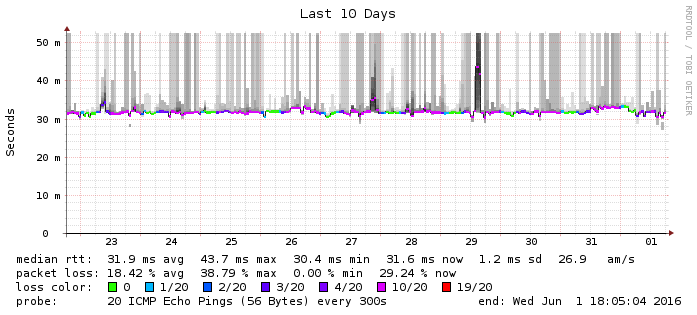 Last 10 Days
RRDTOOL / TOBI OETIKER
Seconds
50 m
40 m
30 m
20 m
10 m
0
23 24 25 26 27 28 29 30 31 01
median rtt: 31.9 ms avg 43.7 ms max 30.4 ms min 31.6 ms now 1.2 ms sd 26.9 am/s
packet loss: 18.42 % avg 38.79 % max 0.00 % min 29.24 % now
loss color: 0 1/20 2/20 3/20 4/20 10/20 19/20
probe: 20 ICMP Echo Pings (56 Bytes) every 300s end: Wed Jun 1 18:05:04 2016